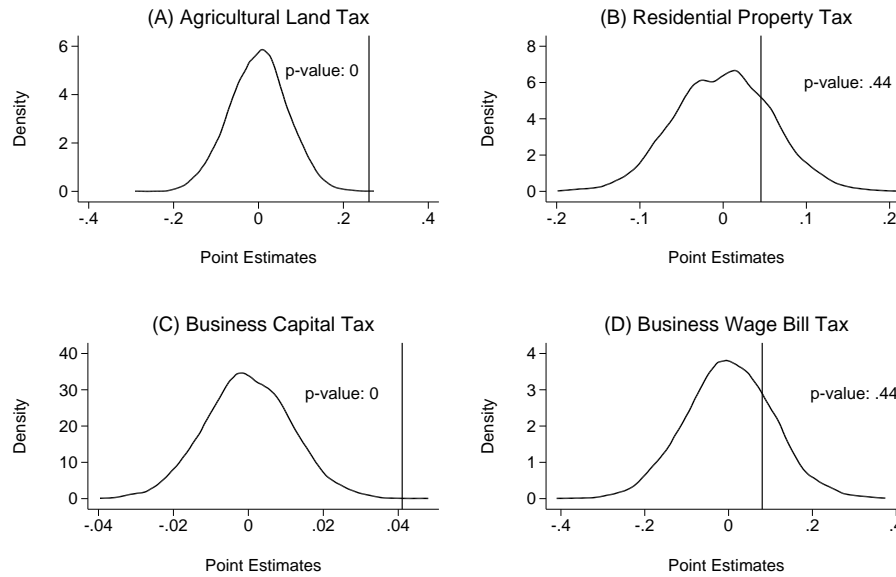 (A) Agricultural Land Tax
6
4
2
0
Density
p-value: 0
-.4
-.2
0
.2
.4
Point Estimates
(B) Residential Property Tax
8
6
4
2
0
Density
p-value: .44
-.2
-.1
0
.1
.2
Point Estimates
(C) Business Capital Tax
40
30
20
10
0
Density
p-value: 0
-.04
-.02
0
.02
.04
Point Estimates
(D) Business Wage Bill Tax
4
3
2
1
0
Density
p-value: .44
-.4
-.2
0
.2
Point Estimates